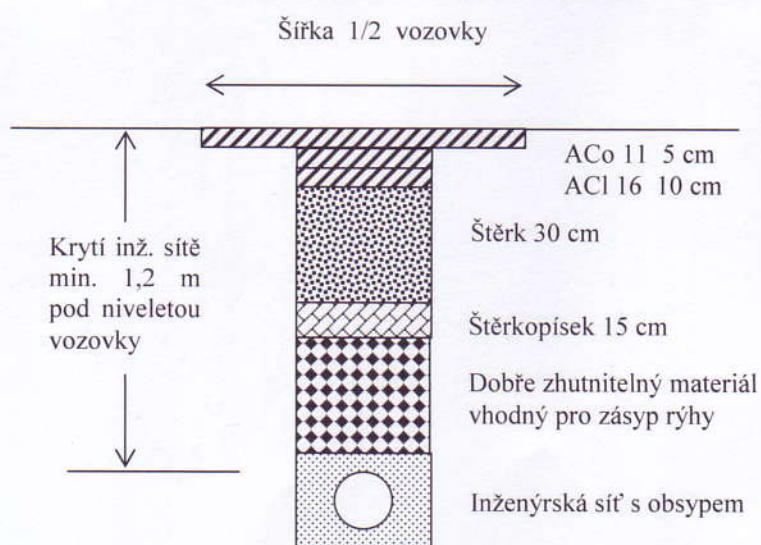 Šířka 1/2 vozovky
ACo 11 5 cm
ACl 16 10 cm
Krytí inž. sítě
min. 1,2 m
pod niveletou
vozovky
Štěrk 30 cm
Štěrkopísek 15 cm
Dobře zhutnitelný materiál
vhodný pro zásyp rýhy
Inženýrská síť s obsypem